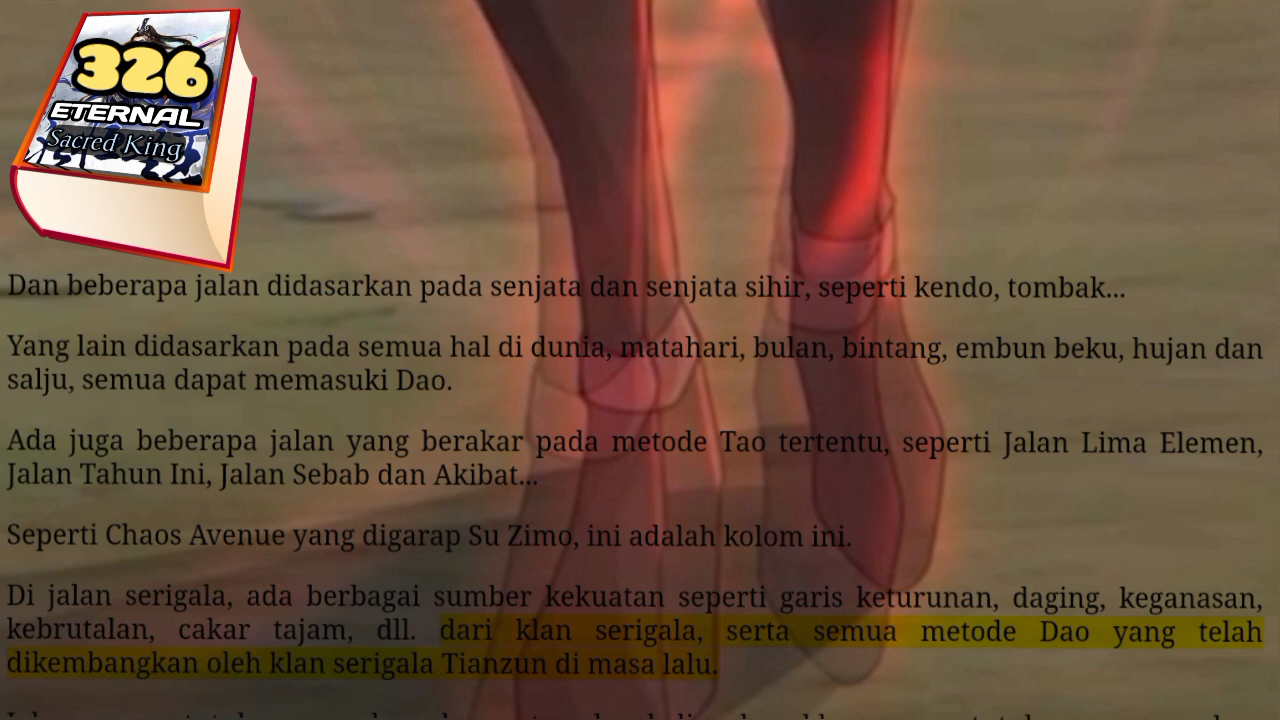 326
ETERNAL
Sacred King
Dan beberapa jalan didasarkan pada senjata dan senjata sihir, seperti kendo, tombak...
Yang lain didasarkan pada semua hal di dunia, matahari, bulan, bintang, embun beku, hujan dan
salju, semua dapat memasuki Dao.
Ada juga beberapa jalan yang berakar pada metode Tao tertentu, seperti Jalan Lima Elemen,
Jalan Tahun Ini, Jalan Sebab dan Akibat...
Seperti Chaos Avenue yang digarap Su Zimo, ini adalah kolom ini.
Di jalan serigala, ada berbagai sumber kekuatan seperti garis keturunan, daging, keganasan,
kebrutalan, cakar tajam, dll. dari klan serigala, serta semua metode Dao yang telah
dikembangkan oleh klan serigala Tianzun di masa lalu.